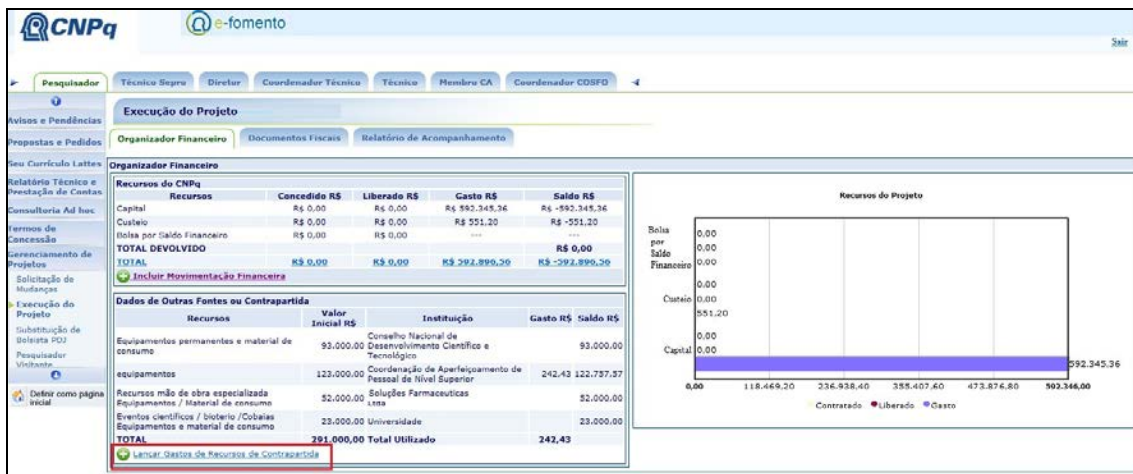 CNPq
e-fomento
Sair
Pesquisador Técnico Sepro Diretor Coordenador Técnico Técnico Membro CA Coordenador COSFO
Avisos e Pendências
Propostas e Pedidos
Seu Currículo Lattes
Relatório Técnico e
Prestação de Contas
Consultoria Ad hoc
Termos de
Concessão
Gerenciamento de
Projetos
Solicitação de
Mudanças
Execução do
Projeto
Substituição de
Bolsista PDJ
Pesquisador
Visitante
Definir como página
inicial
Execução do Projeto
Organizador Financeiro Documentos Fiscais Relatório de Acompanhamento
Organizador Financeiro
Recursos do CNPq
Recursos Concedido R$ Liberado R$ Gasto R$ Saldo R$
Capital R$ 0,00 R$ 0,00 R$ 592.345,36 R$ -592.345,36
Custeio R$ 0,00 R$ 0,00 R$ 551,20 R$ -551,20
Bolsa por Saldo Financeiro R$ 0,00 R$ 0,00 --- ---
TOTAL DEVOLVIDO R$ 0,00
TOTAL R$ 0,00 R$ 0,00 R$ 592.896,56 R$ -592.896,56
Incluir Movimentação Financeira
Dados de Outras Fontes ou Contrapartida
Recursos Valor Inicial R$ Instituição Gasto R$ Saldo R$
Equipamentos permanentes e material de consumo 93.000,00 Conselho Nacional de Desenvolvimento Científico e Tecnológico 93.000,00
equipamentos 123.000,00 Coordenação de Aperfeiçoamento de Pessoal de Nível Superior 242,43 122.757,57
Recursos mão de obra especializada Equipamentos / Material de consumo 52.000,00 Soluções Farmaceuticas Ltda 52.000,00
Eventos científicos / bioterio /Cobaias Equipamentos e material de consumo 23.000,00 Universidade 23.000,00
TOTAL 291.000,00 Total Utilizado 242,43
Lançar Gastos de Recursos de Contrapartida
Recursos do Projeto
Bolsa
por
Saldo
Financeiro
0,00
0,00
0,00
Custeio
0,00
0,00
551,20
Capital
0,00
0,00
592.345,36
0,00 118.469,20 236.938,40 355.407,60 473.876,80 592.346,00
Contratado Liberado Gasto